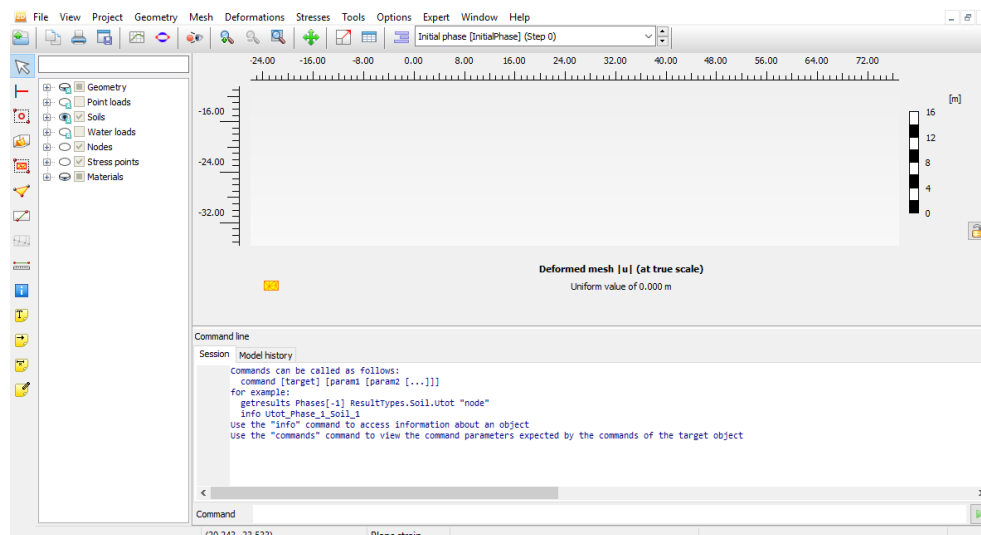 File View Project Geometry Mesh Deformations Stresses Tools Options Expert Window Help
Initial phase [InitialPhase] (Step 0)
-24.00 -16.00 -8.00 0.00 8.00 16.00 24.00 32.00 40.00 48.00 56.00 64.00 72.00
Geometry
Point loads
Soils
Water loads
Nodes
Stress points
Materials
-16.00
-24.00
-32.00
[m]
16
12
8
4
0
Deformed mesh |u| (at true scale)
Uniform value of 0.000 m
Command line
Session Model history
Commands can be called as follows:
command [target] [param1 [param2 [...]]]
for example:
getresults Phases[-1] ResultTypes.Soil.Utot "node"
info Utot_Phase_1_Soil_1
Use the "info" command to access information about an object
Use the "commands" command to view the command parameters expected by the commands of the target object
Command
Plane strain